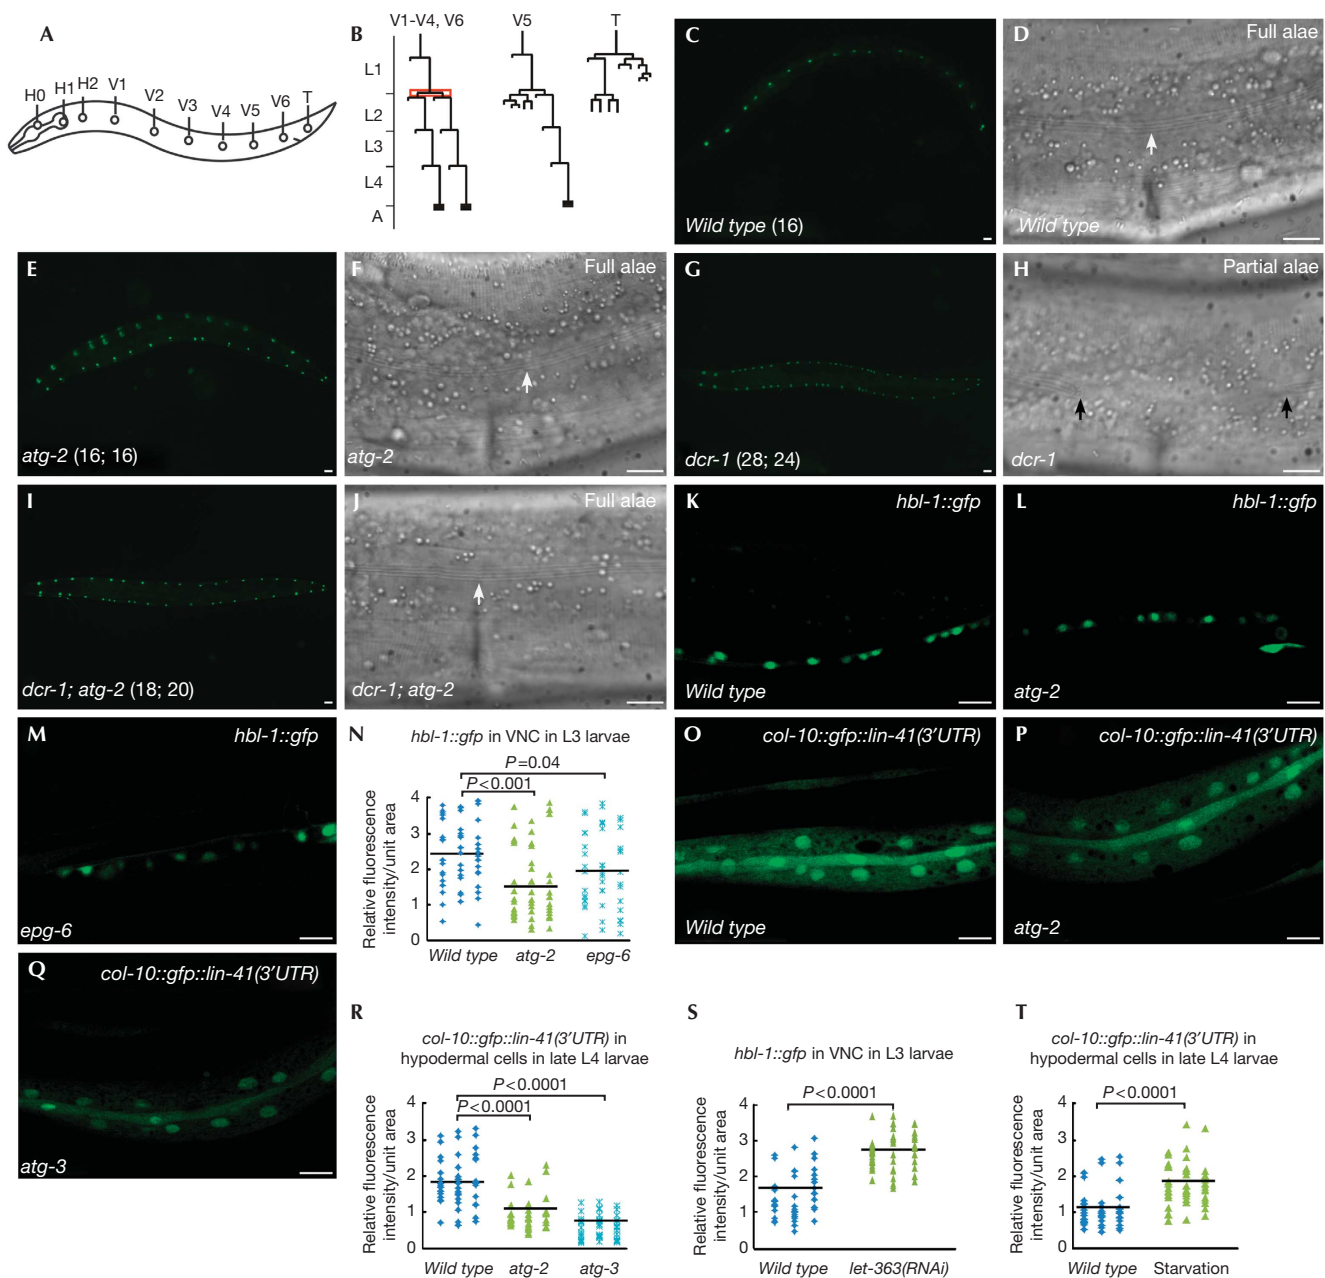 A
H0 H1 H2 V1 V2 V3 V4 V5 V6 T
B
V1-V4, V6 V5 T
L1
L2
L3
L4
A
C
Wild type (16)
D
Full alae
Wild type
E
atg-2 (16; 16)
F
Full alae
atg-2
G
dcr-1 (28; 24)
H
Partial alae
dcr-1
I
dcr-1; atg-2 (18; 20)
J
Full alae
dcr-1; atg-2
K
hbl-1::gfp
Wild type
L
hbl-1::gfp
atg-2
M
hbl-1::gfp
epg-6
N
hbl-1::gfp in VNC in L3 larvae
P=0.04
P<0.001
Relative fluorescence
intensity/unit area
4
3
2
1
0
Wild type atg-2 epg-6
O
col-10::gfp::lin-41(3′UTR)
Wild type
P
col-10::gfp::lin-41(3′UTR)
atg-2
Q
col-10::gfp::lin-41(3′UTR)
atg-3
R
col-10::gfp::lin-41(3′UTR) in
hypodermal cells in late L4 larvae
P<0.0001
P<0.0001
Relative fluorescence
intensity/unit area
4
3
2
1
0
Wild type atg-2 atg-3
S
hbl-1::gfp in VNC in L3 larvae
P<0.0001
Relative fluorescence
intensity/unit area
4
3
2
1
0
Wild type let-363(RNAi)
T
col-10::gfp::lin-41(3′UTR) in
hypodermal cells in late L4 larvae
P<0.0001
Relative fluorescence
intensity/unit area
4
3
2
1
0
Wild type Starvation